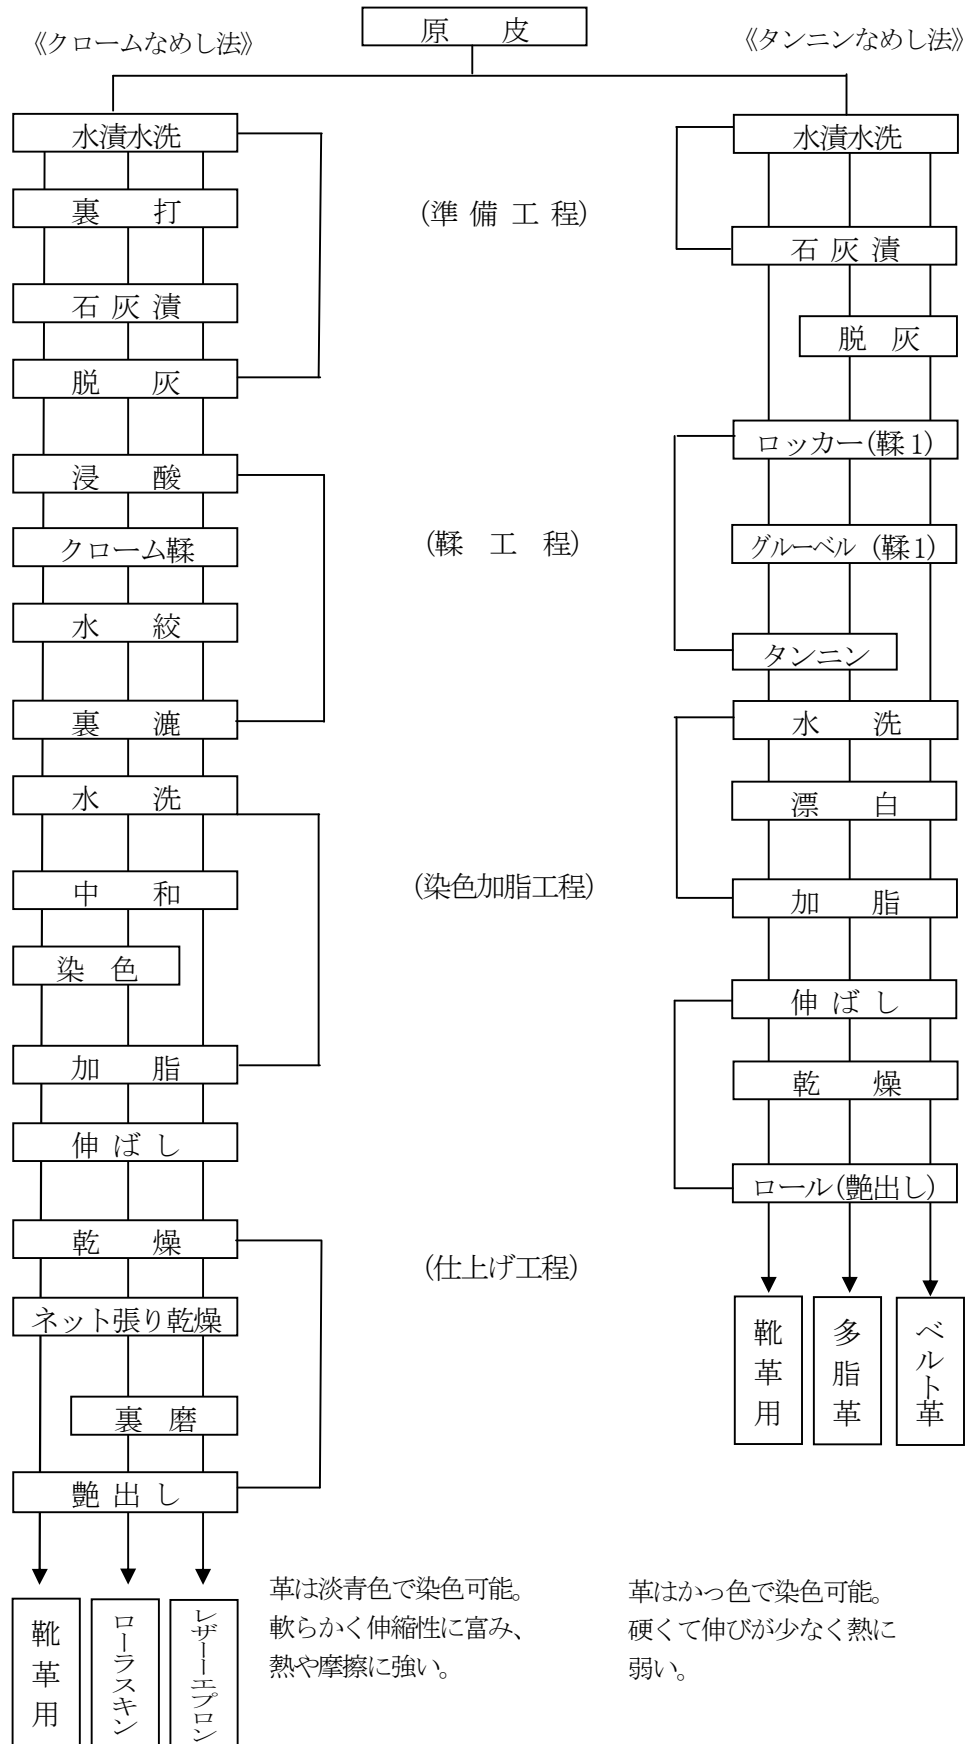 原 皮
《クロームなめし法》
水漬水洗
裏 打
石 灰 漬
脱 灰
浸 酸
クローム鞣
水 絞
裏 漉
水 洗
中 和
染 色
加 脂
伸 ば し
乾 燥
ネット張り乾燥
裏 磨
艶 出 し
靴革用
ローラスキン
レザーエプロン
(準 備 工 程)
(鞣 工 程)
(染色加脂工程)
(仕上げ工程)
《タンニンなめし法》
水漬水洗
石 灰 漬
脱 灰
ロッカー(鞣1)
グルーベル (鞣1)
タンニン
水 洗
漂 白
加 脂
伸 ば し
乾 燥
ロール(艶出し)
靴革用
多脂革
ベルト革
革は淡青色で染色可能。
軟らかく伸縮性に富み、
熱や摩擦に強い。
革はかっ色で染色可能。
硬くて伸びが少なく熱に
弱い。